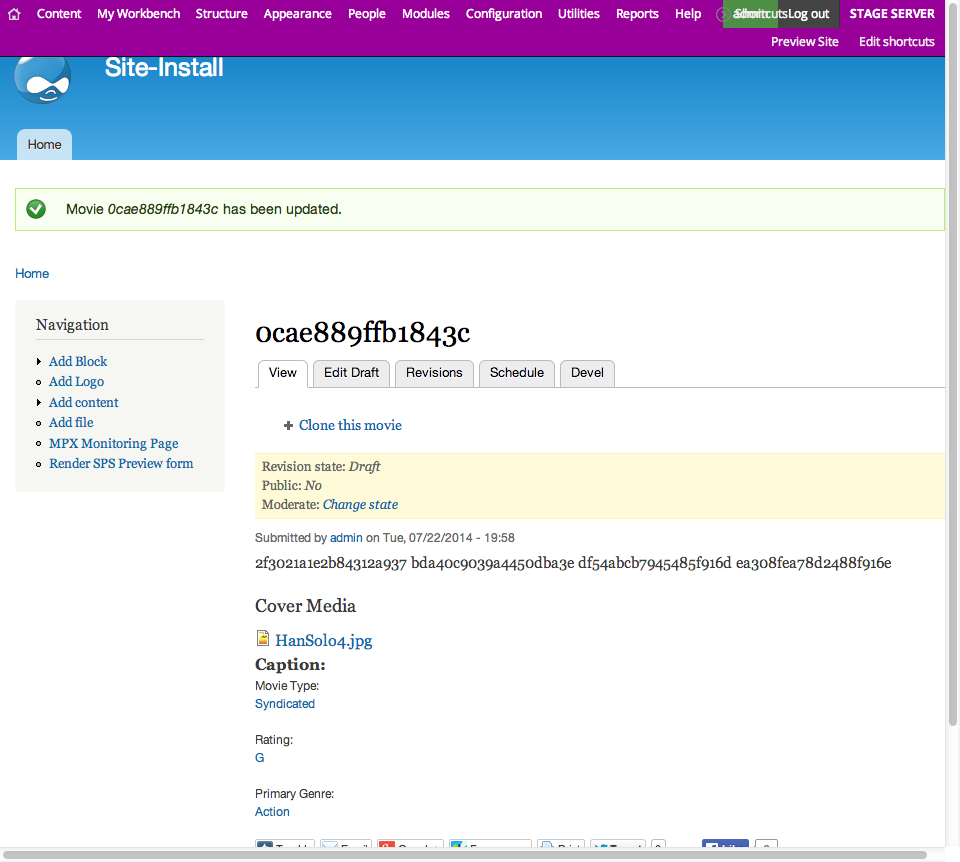 Content My Workbench Structure Appearance People Modules Configuration Utilities Reports Help Log out STAGE SERVER
Preview Site Edit shortcuts
Site-Install
Home
Movie 0cae889ffb1843c has been updated.
Home
Navigation
Add Block
Add Logo
Add content
Add file
MPX Monitoring Page
Render SPS Preview form
0cae889ffb1843c
View Edit Draft Revisions Schedule Devel
Clone this movie
Revision state: Draft
Public: No
Moderate: Change state
Submitted by admin on Tue, 07/22/2014 - 19:58
2f3021a1e2b84312a937 bda40c9039a4450dba3e df54abcb7945485f916d ea308fea78d2488f916e
Cover Media
HanSolo4.jpg
Caption:
Movie Type:
Syndicated
Rating:
G
Primary Genre:
Action